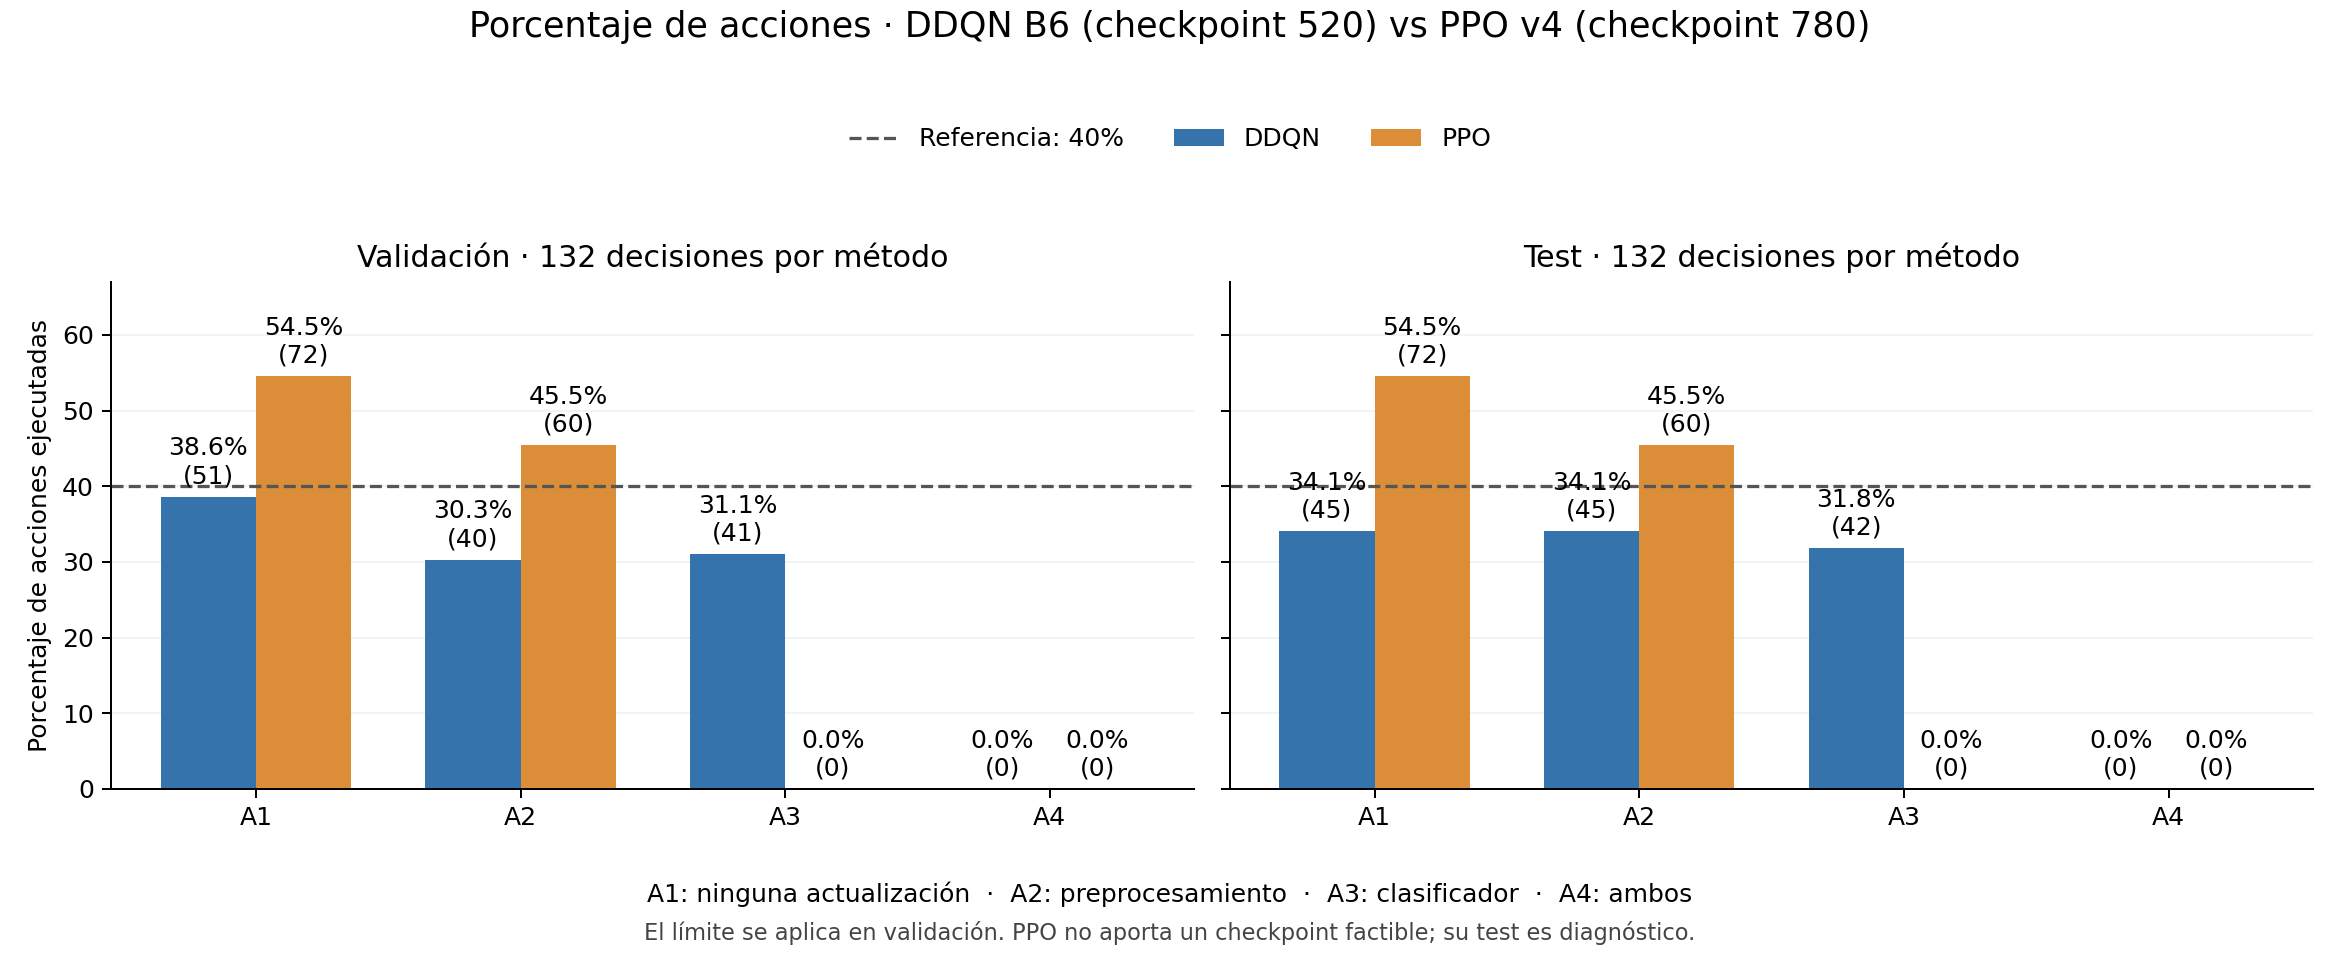 Porcentaje de acciones · DDQN B6 (checkpoint 520) vs PPO v4 (checkpoint 780)
Referencia: 40%
DDQN
PPO
Validación · 132 decisiones por método
Porcentaje de acciones ejecutadas
60
50
40
30
20
10
0
38.6%
(51)
54.5%
(72)
30.3%
(40)
45.5%
(60)
31.1%
(41)
0.0%
(0)
0.0%
(0)
0.0%
(0)
A1
A2
A3
A4
Test · 132 decisiones por método
34.1%
(45)
54.5%
(72)
34.1%
(45)
45.5%
(60)
31.8%
(42)
0.0%
(0)
0.0%
(0)
0.0%
(0)
A1
A2
A3
A4
A1: ninguna actualización · A2: preprocesamiento · A3: clasificador · A4: ambos
El límite se aplica en validación. PPO no aporta un checkpoint factible; su test es diagnóstico.